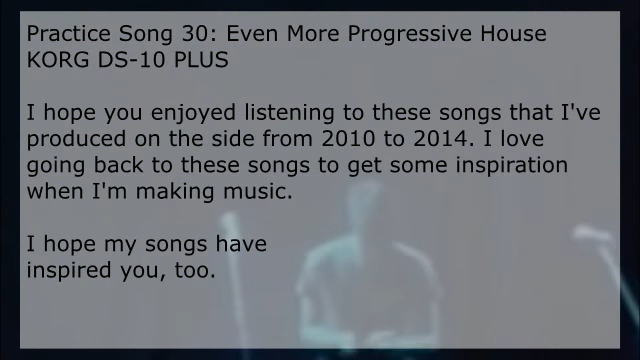 Practice Song 30: Even More Progressive House
KORG DS-10 PLUS
I hope you enjoyed listening to these songs that I've
produced on the side from 2010 to 2014. I love
going back to these songs to get some inspiration
when I'm making music.
I hope my songs have
inspired you, too.